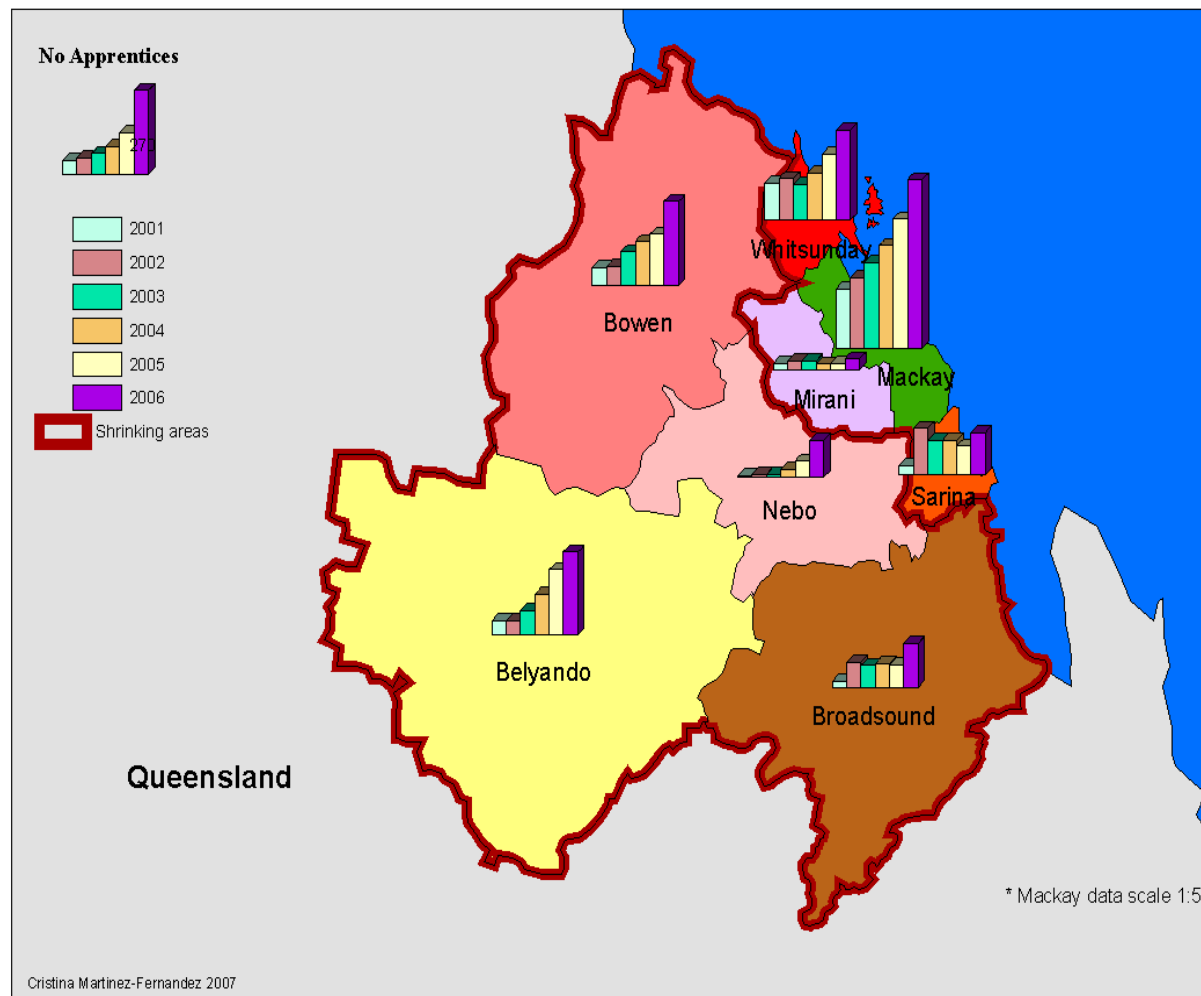 No Apprentices
2001
2002
2003
2004
2005
2006
Shrinking areas
Whitsunday
Bowen
Mackay
Mirani
Sarina
Nebo
Belyando
Broadsound
Queensland
* Mackay data scale 1:5
Cristina Martinez-Fernandez 2007